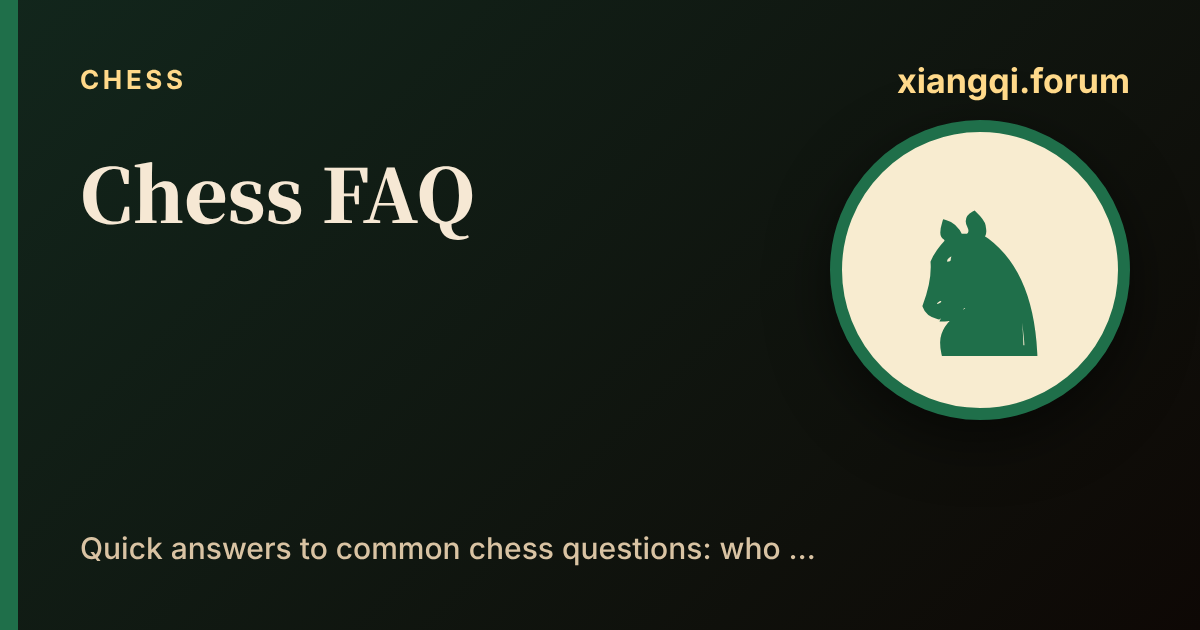 CHESS
xiangqi.forum
Chess FAQ
Quick answers to common chess questions: who ...